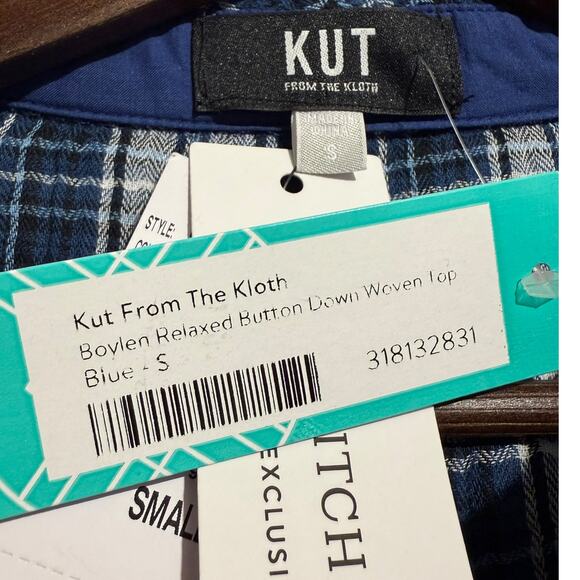 KUT
FROM THE KLOTH
MADE IN
CHINA
S
STYLE:
Kut From The Kloth
Boylen Relaxed Button Down Woven Top
Blue - S
318132831
SMAL
ITCH
EXCLUSI